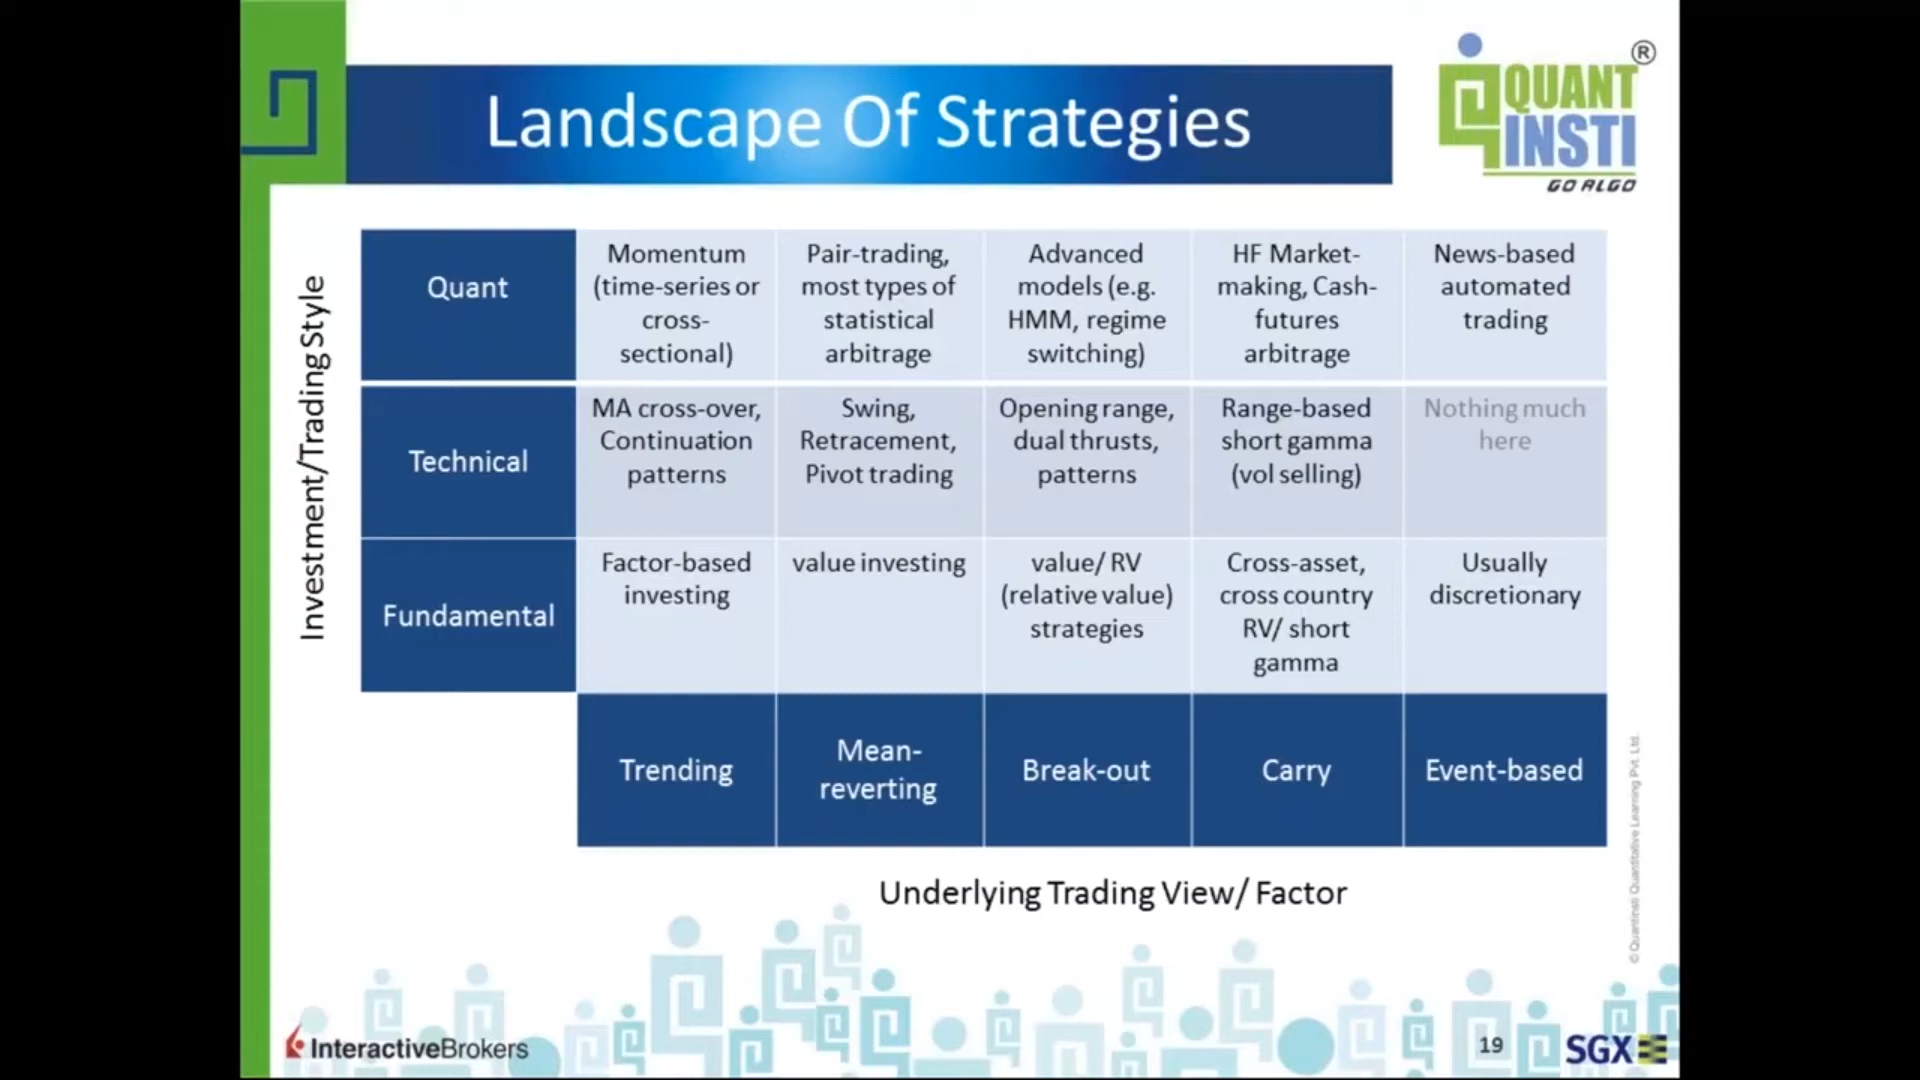 Landscape Of Strategies
QUANT
INSTI
®
GO ALGO
Investment/Trading Style
Quant
Momentum
(time-series or
cross-
sectional)
Pair-trading,
most types of
statistical
arbitrage
Advanced
models (e.g.
HMM, regime
switching)
HF Market-
making, Cash-
futures
arbitrage
News-based
automated
trading
Technical
MA cross-over,
Continuation
patterns
Swing,
Retracement,
Pivot trading
Opening range,
dual thrusts,
patterns
Range-based
short gamma
(vol selling)
Nothing much
here
Fundamental
Factor-based
investing
value investing
value/ RV
(relative value)
strategies
Cross-asset,
cross country
RV/ short
gamma
Usually
discretionary
Trending
Mean-
reverting
Break-out
Carry
Event-based
Underlying Trading View/ Factor
© QuantInsti Quantitative Learning Pvt. Ltd.
InteractiveBrokers
19
SGX